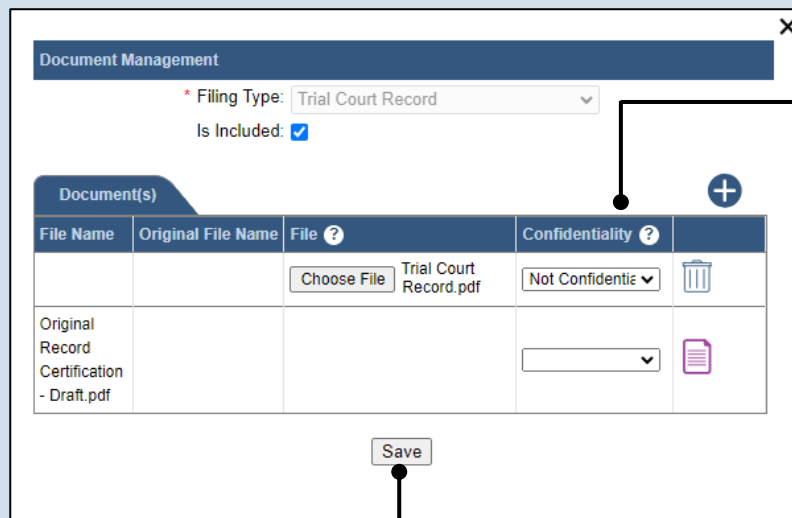 Document Management
* Filing Type: Trial Court Record
Is Included:
Document(s)
File Name Original File Name File ? Confidentiality ?
Choose File Trial Court Record.pdf Not Confidentia
Original
Record
Certification
- Draft.pdf
Save